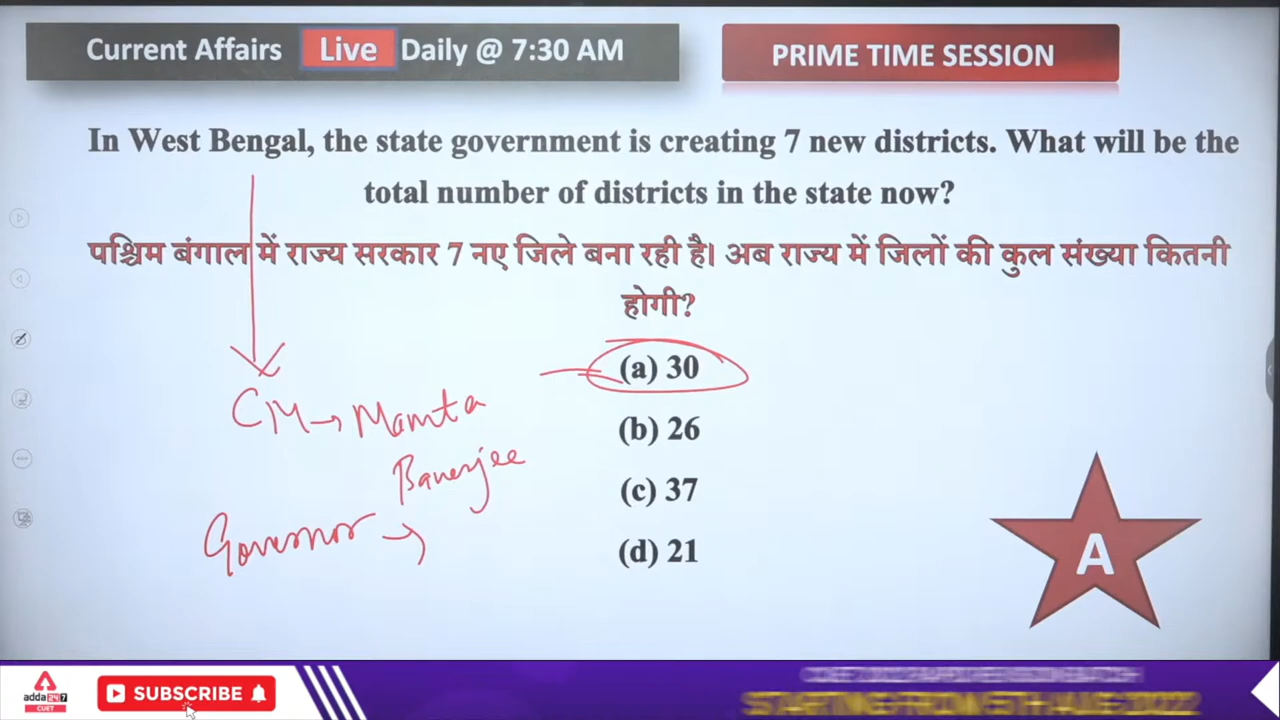 Current Affairs Live Daily @ 7:30 AM
PRIME TIME SESSION
In West Bengal, the state government is creating 7 new districts. What will be the
total number of districts in the state now?
पश्चिम बंगाल में राज्य सरकार 7 नए जिले बना रही है। अब राज्य में जिलों की कुल संख्या कितनी
होगी?
(a) 30
(b) 26
(c) 37
(d) 21
CM → Mamta
Banerjee
Governor →
A
adda247
CUET
SUBSCRIBE